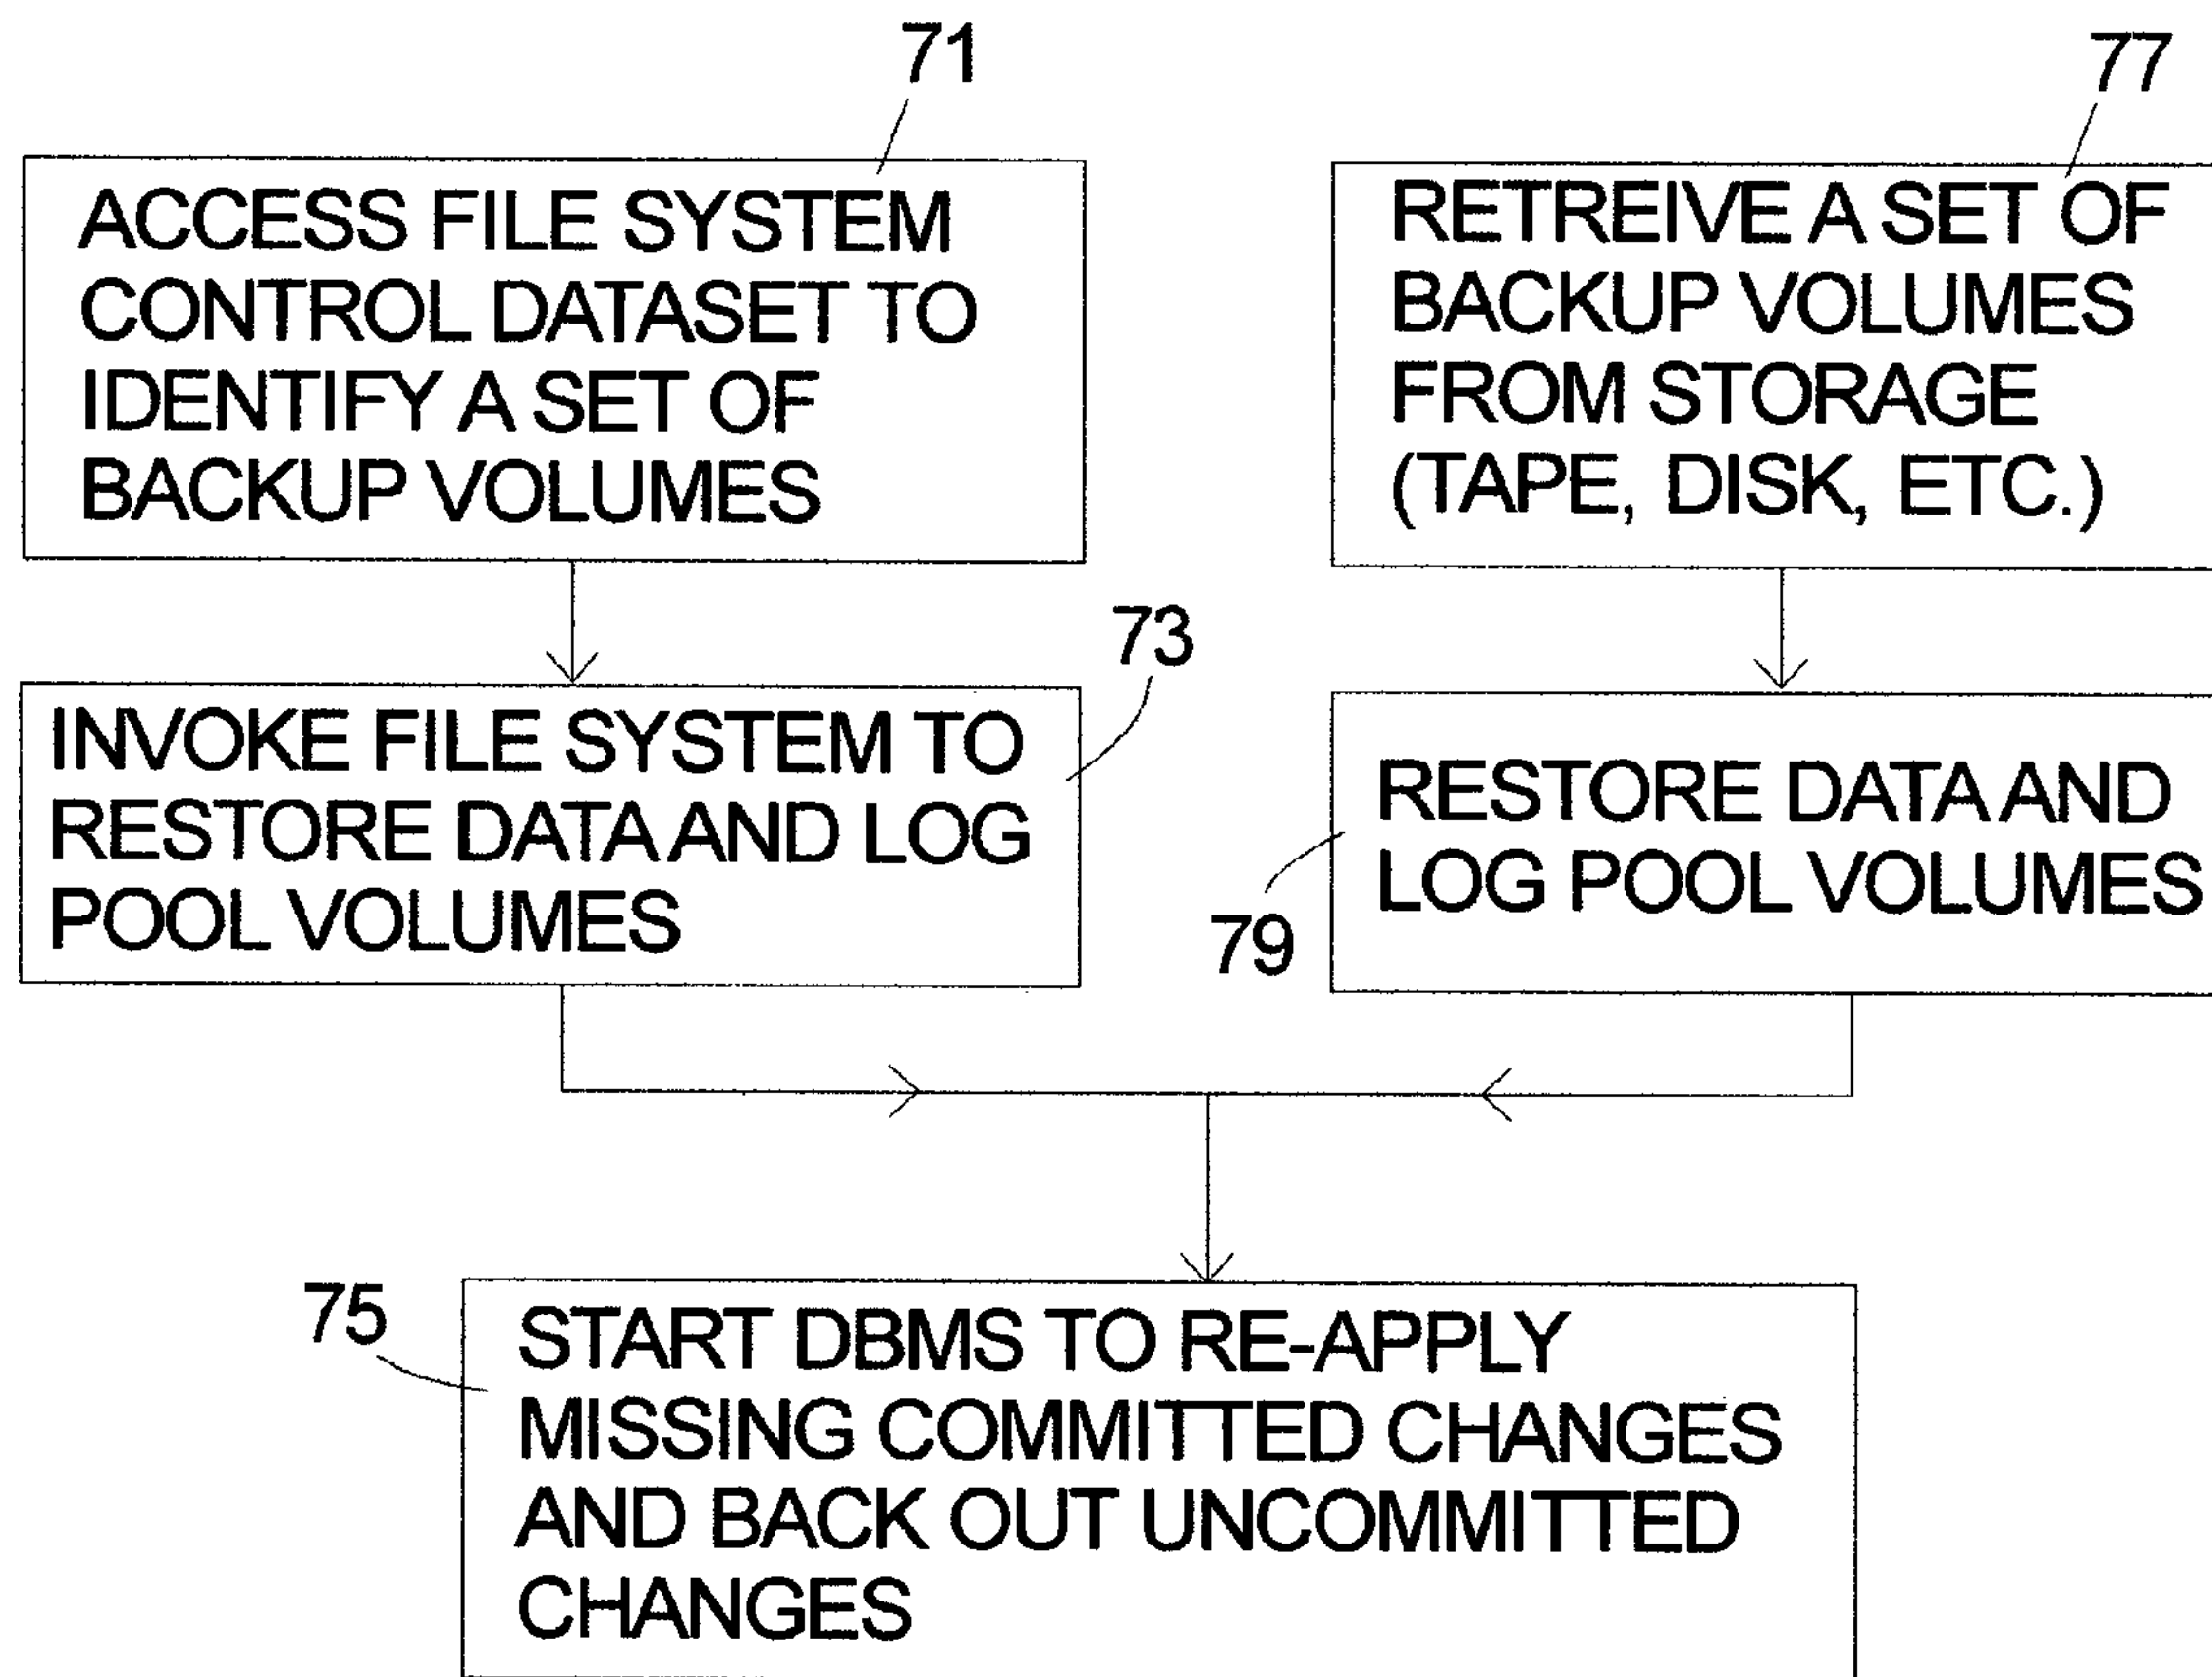 71
ACCESS FILE SYSTEM
CONTROL DATASET TO
IDENTIFY A SET OF
BACKUP VOLUMES
77
RETREIVE A SET OF
BACKUP VOLUMES
FROM STORAGE
(TAPE, DISK, ETC.)
73
INVOKE FILE SYSTEM TO
RESTORE DATA AND LOG
POOL VOLUMES
79
RESTORE DATA AND
LOG POOL VOLUMES
75
START DBMS TO RE-APPLY
MISSING COMMITTED CHANGES
AND BACK OUT UNCOMMITTED
CHANGES